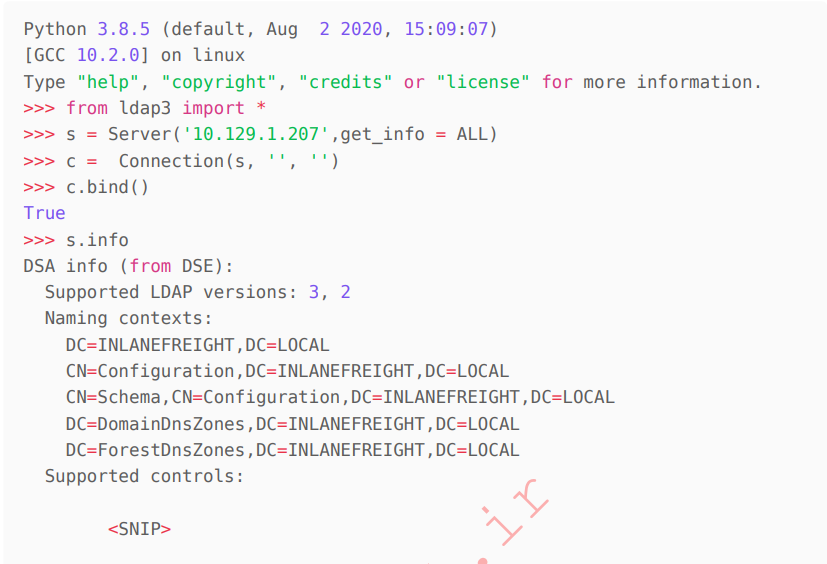 Python 3.8.5 (default, Aug  2 2020, 15:09:07)
[GCC 10.2.0] on linux
Type "help", "copyright", "credits" or "license" for more information.
>>> from ldap3 import *
>>> s = Server('10.129.1.207',get_info = ALL)
>>> c =  Connection(s, '', '')
>>> c.bind()
True
>>> s.info
DSA info (from DSE):
  Supported LDAP versions: 3, 2
  Naming contexts:
    DC=INLANEFREIGHT,DC=LOCAL
    CN=Configuration,DC=INLANEFREIGHT,DC=LOCAL
    CN=Schema,CN=Configuration,DC=INLANEFREIGHT,DC=LOCAL
    DC=DomainDnsZones,DC=INLANEFREIGHT,DC=LOCAL
    DC=ForestDnsZones,DC=INLANEFREIGHT,DC=LOCAL
  Supported controls:
        <SNIP>
.ir